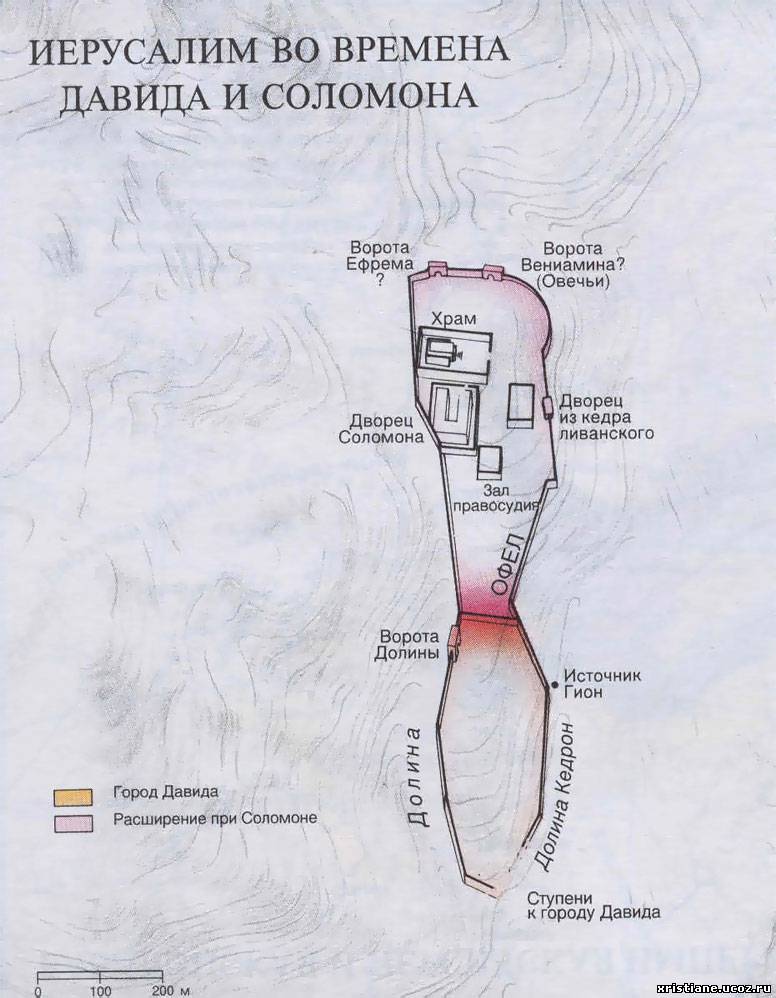 ИЕРУСАЛИМ ВО ВРЕМЕНА
ДАВИДА И СОЛОМОНА
Ворота
Ефрема
?
Ворота
Вениамина?
(Овечьи)
Храм
Дворец
Соломона
Дворец
из кедра
ливанского
Зал
правосудия
ОФЕЛ
Ворота
Долины
Источник
Гион
Долина
Долина Кедрон
Город Давида
Расширение при Соломоне
Ступени
к городу Давида
100
200 м
xristiane.ucoz.ru